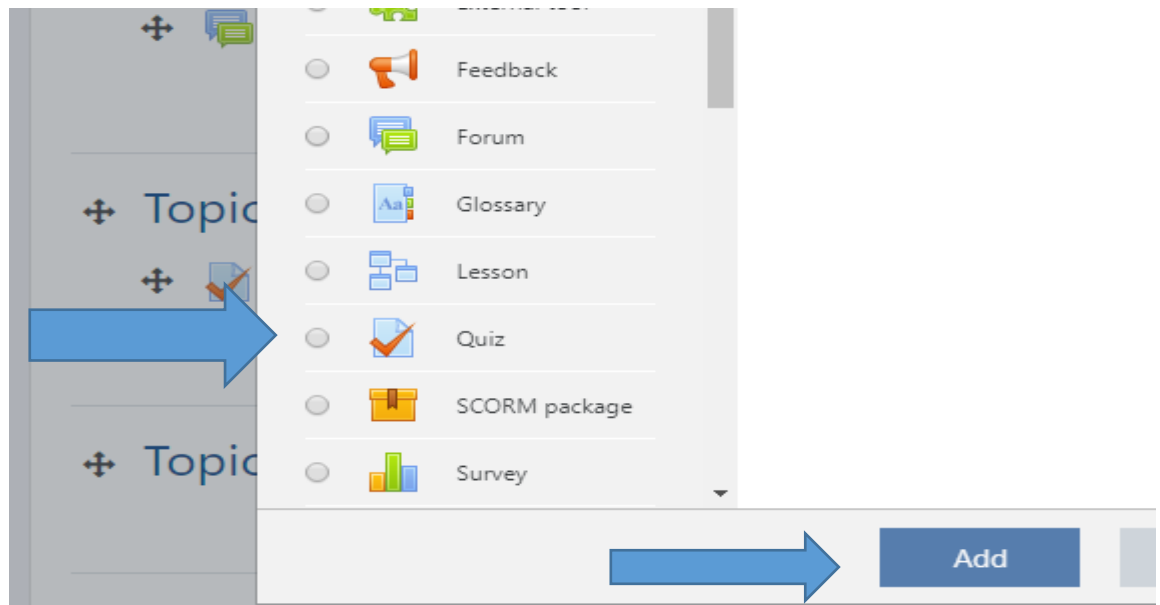 Feedback
Forum
Topic
Glossary
Lesson
Quiz
SCORM package
Topic
Survey
Add